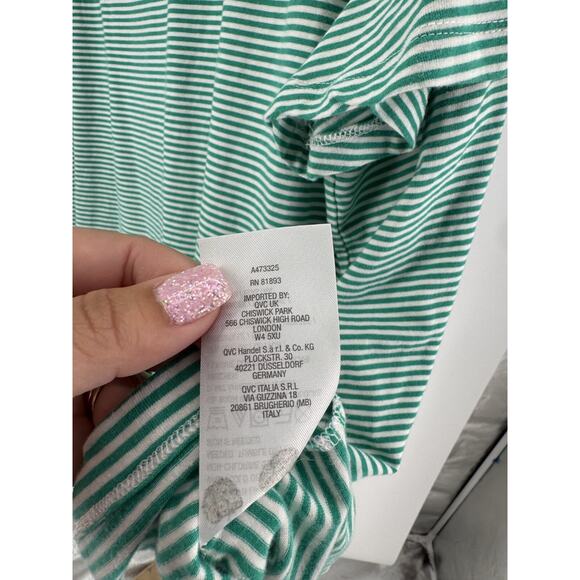 A473325
RN 81893
IMPORTED BY;
QVC UK
CHISWICK PARK
566 CHISWICK HIGH ROAD
LONDON
W4 5XU
QVC Handel S.à r.l. & Co. KG
PLOCKSTR. 30
40221 DÜSSELDORF
GERMANY
QVC ITALIA S.R.L
VIA GUZZINA 18
20861 BRUGHERIO (MB)
ITALY